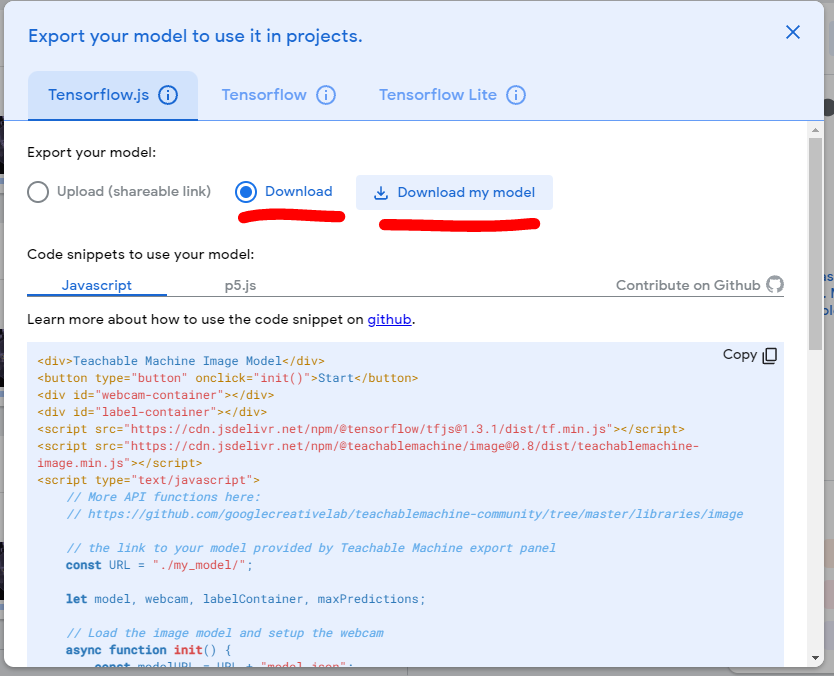 Export your model to use it in projects.
Tensorflow.js
Tensorflow
Tensorflow Lite
Export your model:
Upload (shareable link)
Download
Download my model
Code snippets to use your model:
Javascript
p5.js
Contribute on Github
Learn more about how to use the code snippet on github.
Copy
<div>Teachable Machine Image Model</div>
<button type="button" onclick="init()">Start</button>
<div id="webcam-container"></div>
<div id="label-container"></div>
<script src="https://cdn.jsdelivr.net/npm/@tensorflow/tfjs@1.3.1/dist/tf.min.js"></script>
<script src="https://cdn.jsdelivr.net/npm/@teachablemachine/image@0.8/dist/teachablemachine-
image.min.js"></script>
<script type="text/javascript">
// More API functions here:
// https://github.com/googlecreativelab/teachablemachine-community/tree/master/libraries/image
// the link to your model provided by Teachable Machine export panel
const URL = "./my_model/";
let model, webcam, labelContainer, maxPredictions;
// Load the image model and setup the webcam
async function init() {
const modelURL = URL + "model.json";